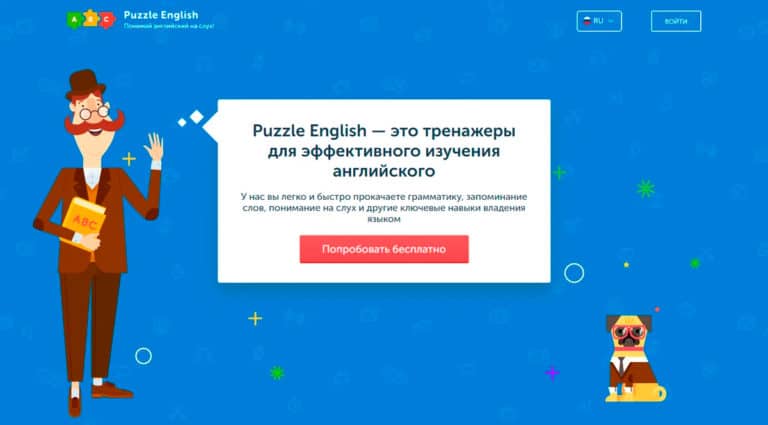 A B C
Puzzle English
Понимай английский на слух!
RU
ВОЙТИ
Puzzle English — это тренажеры
для эффективного изучения
английского
У нас вы легко и быстро прокачаете грамматику, запоминание
слов, понимание на слух и другие ключевые навыки владения
языком
Попробовать бесплатно
ABC